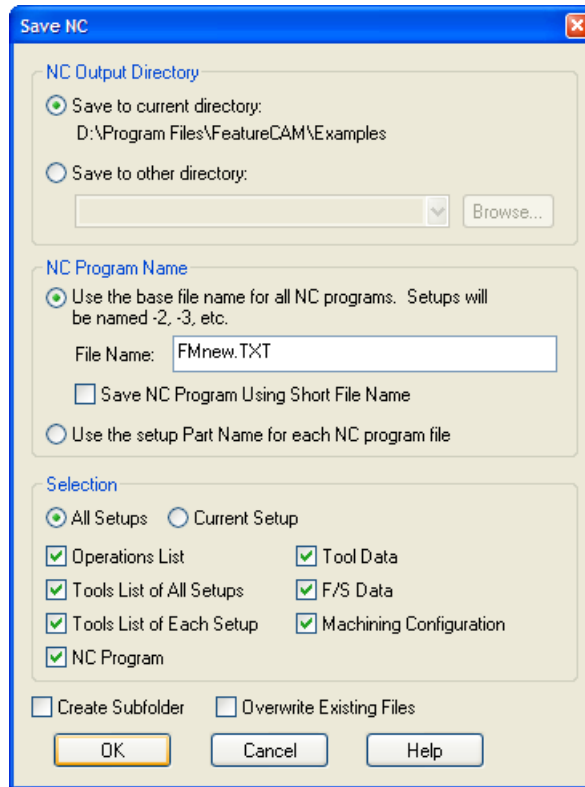 Save NC
NC Output Directory
Save to current directory:
D:\Program Files\FeatureCAM\Examples
Save to other directory:
Browse...
NC Program Name
Use the base file name for all NC programs. Setups will
be named -2, -3, etc.
File Name: FMnew.TXT
Save NC Program Using Short File Name
Use the setup Part Name for each NC program file
Selection
All Setups Current Setup
Operations List Tool Data
Tools List of All Setups F/S Data
Tools List of Each Setup Machining Configuration
NC Program
Create Subfolder Overwrite Existing Files
OK Cancel Help